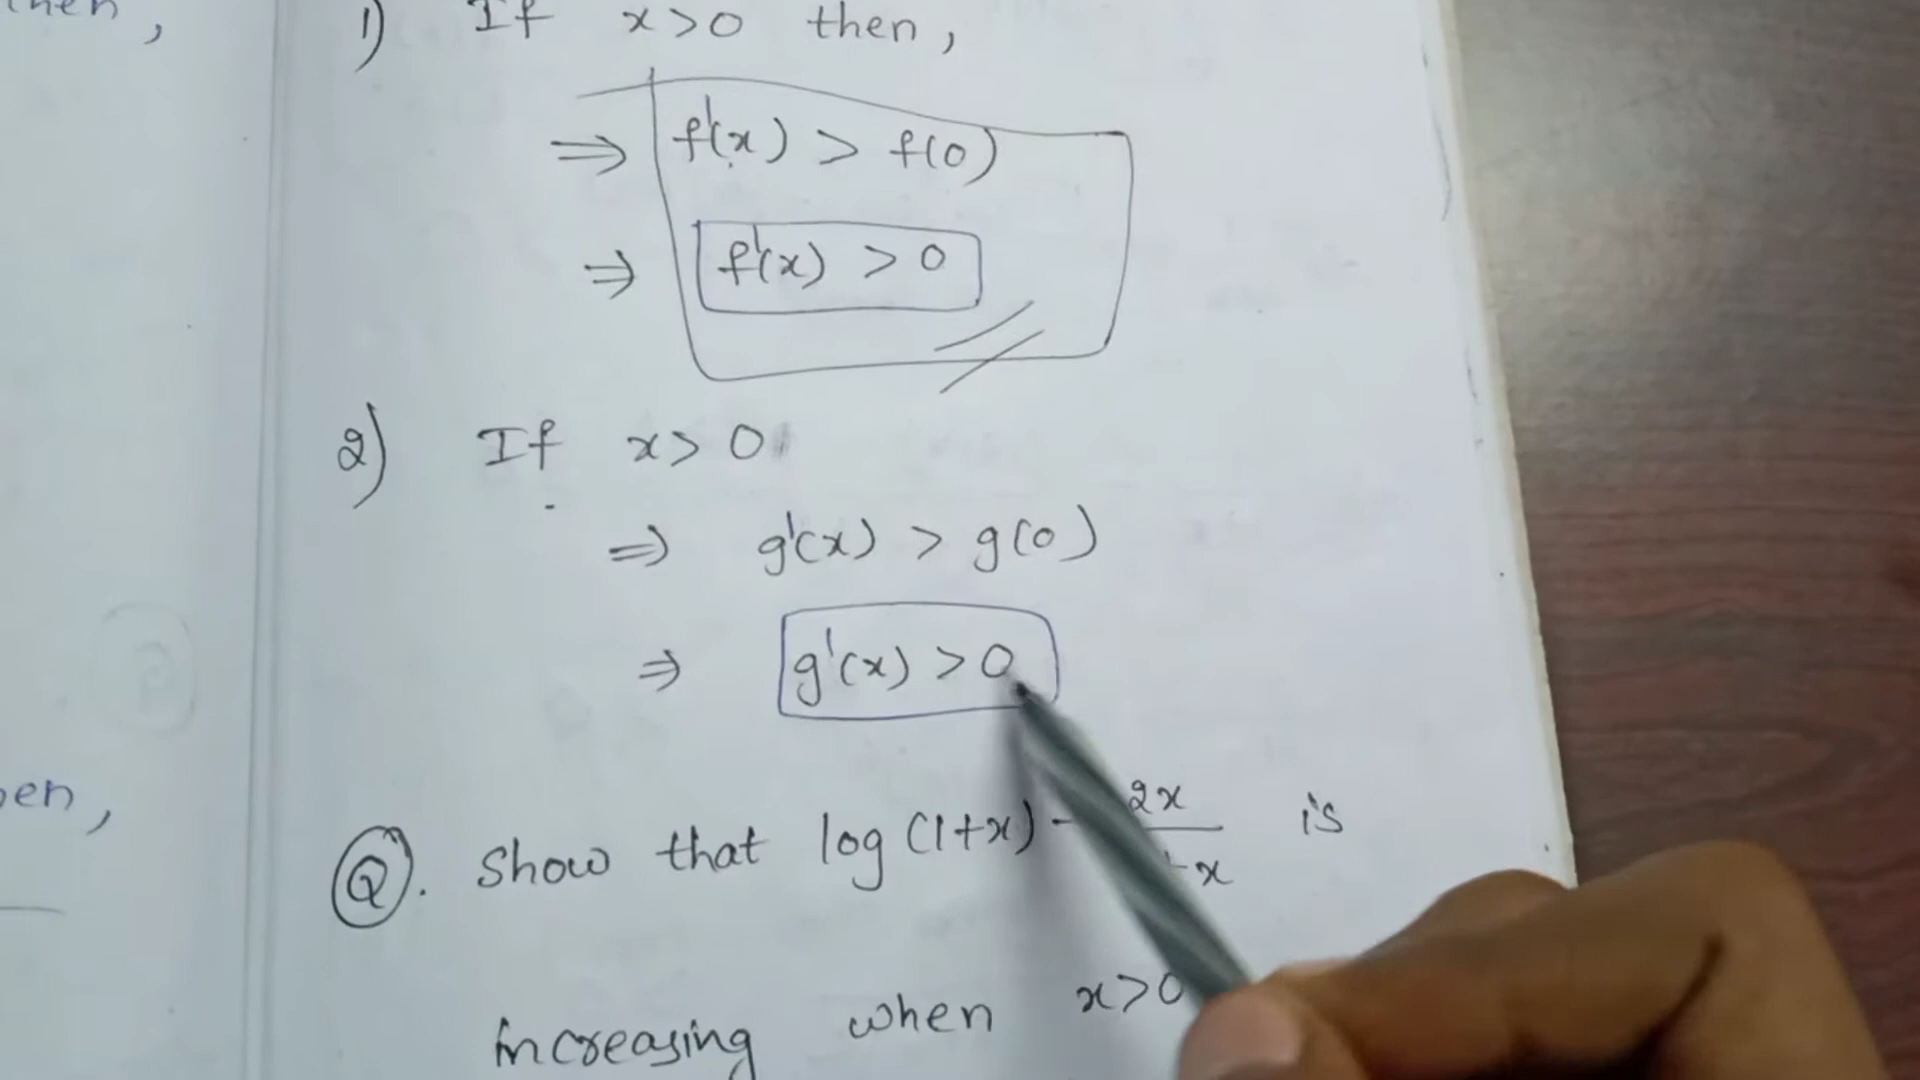 then,
1) If x>0 then,
⇒ f'(x) > f(0)
⇒ f'(x) > 0
2) If x>0
⇒ g'(x) > g(0)
⇒ g'(x) > 0
Q. Show that log(1+x) - 2x / x is
increasing when x>0